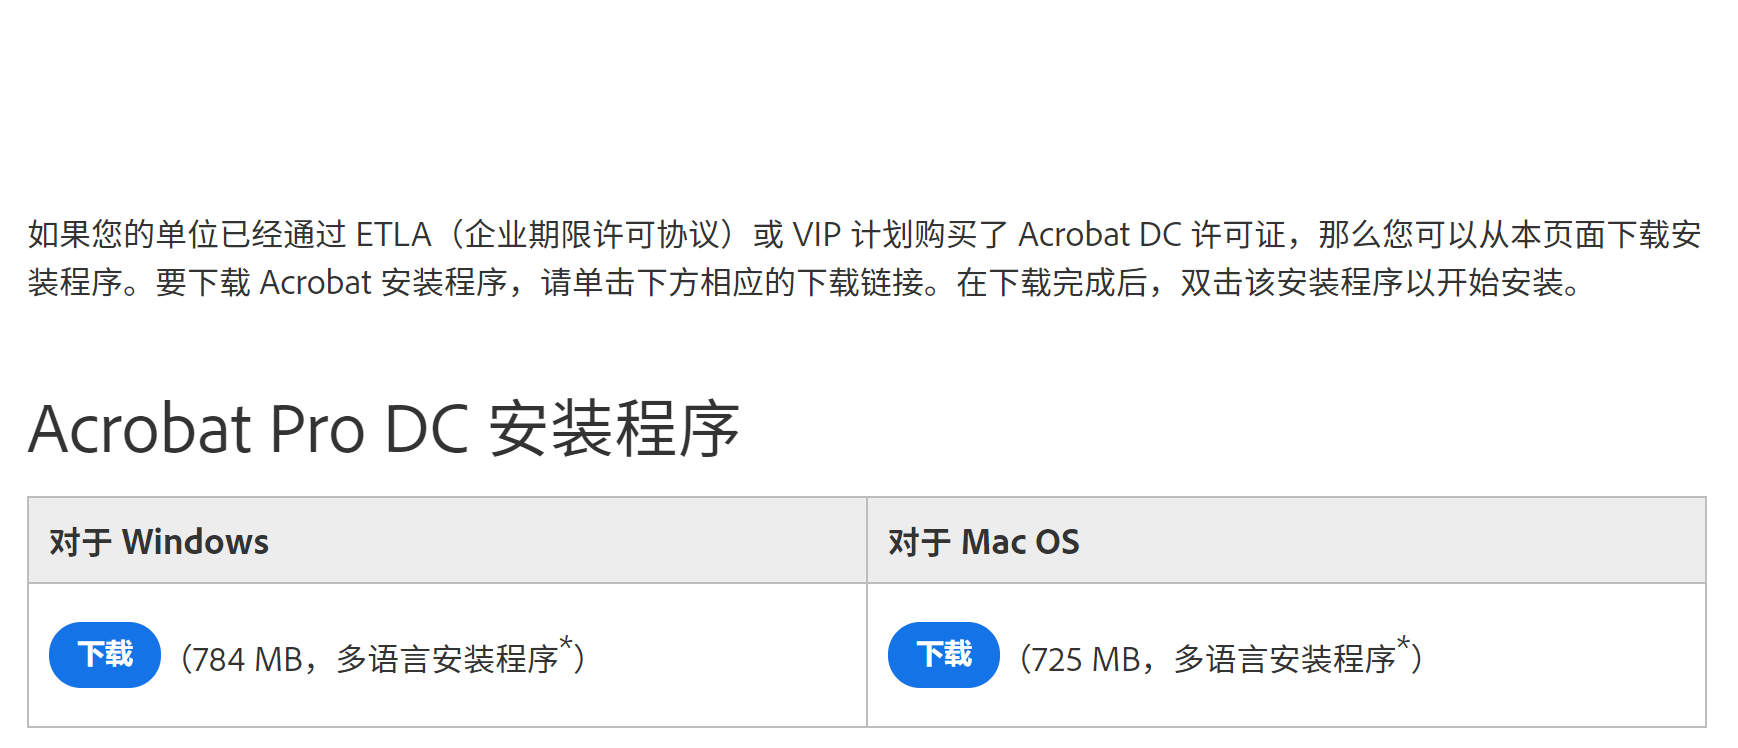 如果您的单位已经通过 ETLA（企业期限许可协议）或 VIP 计划购买了 Acrobat DC 许可证，那么您可以从本页面下载安
装程序。要下载 Acrobat 安装程序，请单击下方相应的下载链接。在下载完成后，双击该安装程序以开始安装。
Acrobat Pro DC 安装程序
对于 Windows
对于 Mac OS
下载（784 MB，多语言安装程序*）
下载（725 MB，多语言安装程序*）